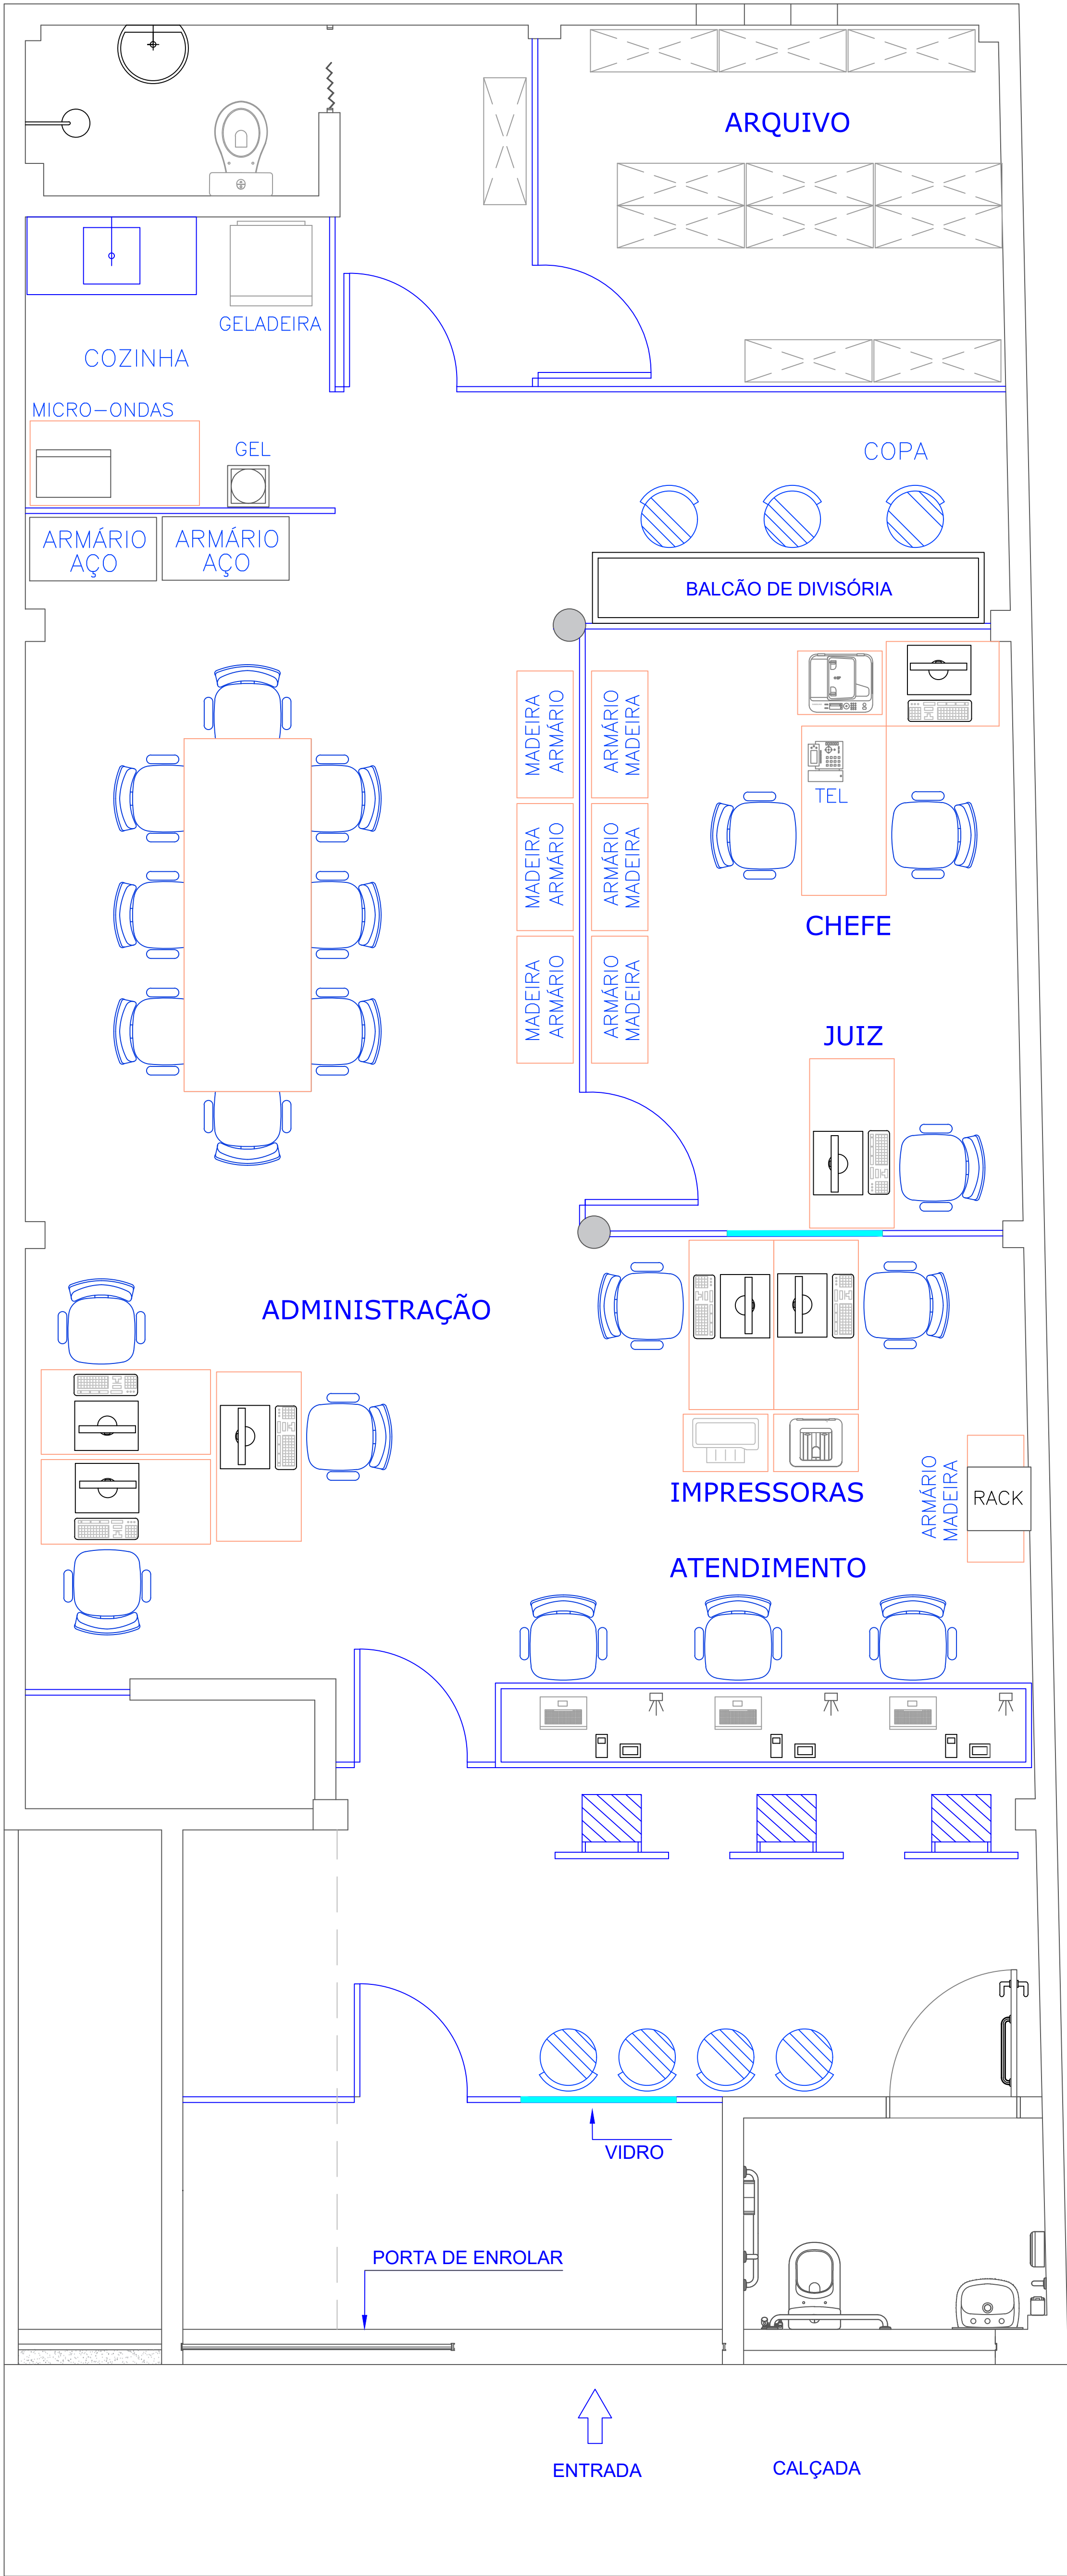 ARQUIVO
GELADEIRA
COZINHA
MICRO-ONDAS
GEL
COPA
ARMÁRIO
AÇO
ARMÁRIO
AÇO
BALCÃO DE DIVISÓRIA
MADEIRA
ARMÁRIO
ARMÁRIO
MADEIRA
TEL
MADEIRA
ARMÁRIO
ARMÁRIO
MADEIRA
CHEFE
MADEIRA
ARMÁRIO
ARMÁRIO
MADEIRA
JUIZ
ADMINISTRAÇÃO
IMPRESSORAS
ARMÁRIO
MADEIRA
RACK
ATENDIMENTO
VIDRO
PORTA DE ENROLAR
ENTRADA
CALÇADA